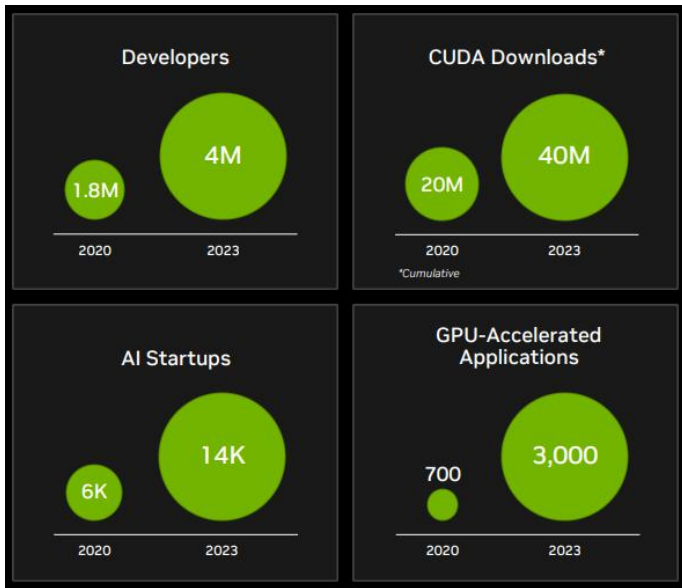 Developers
1.8M
4M
2020
2023
CUDA Downloads*
20M
40M
2020
2023
*Cumulative
AI Startups
6K
14K
2020
2023
GPU-Accelerated
Applications
700
3,000
2020
2023